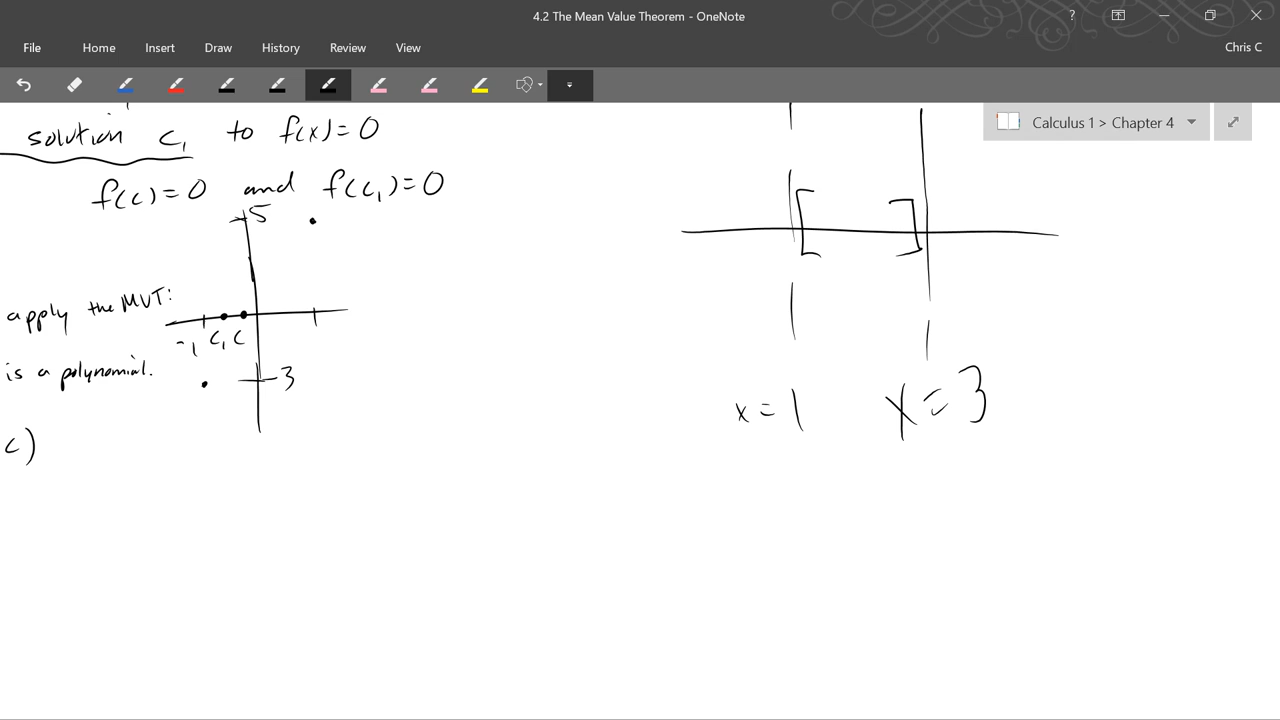 4.2 The Mean Value Theorem - OneNote
?
File Home Insert Draw History Review View
Chris C
Calculus 1 > Chapter 4
solution c₁ to f(x)=0
f(c)=0 and f(c₁)=0
5
apply the MVT:
-1 c₁ c
is a polynomial.
-3
c)
x=1 x=3